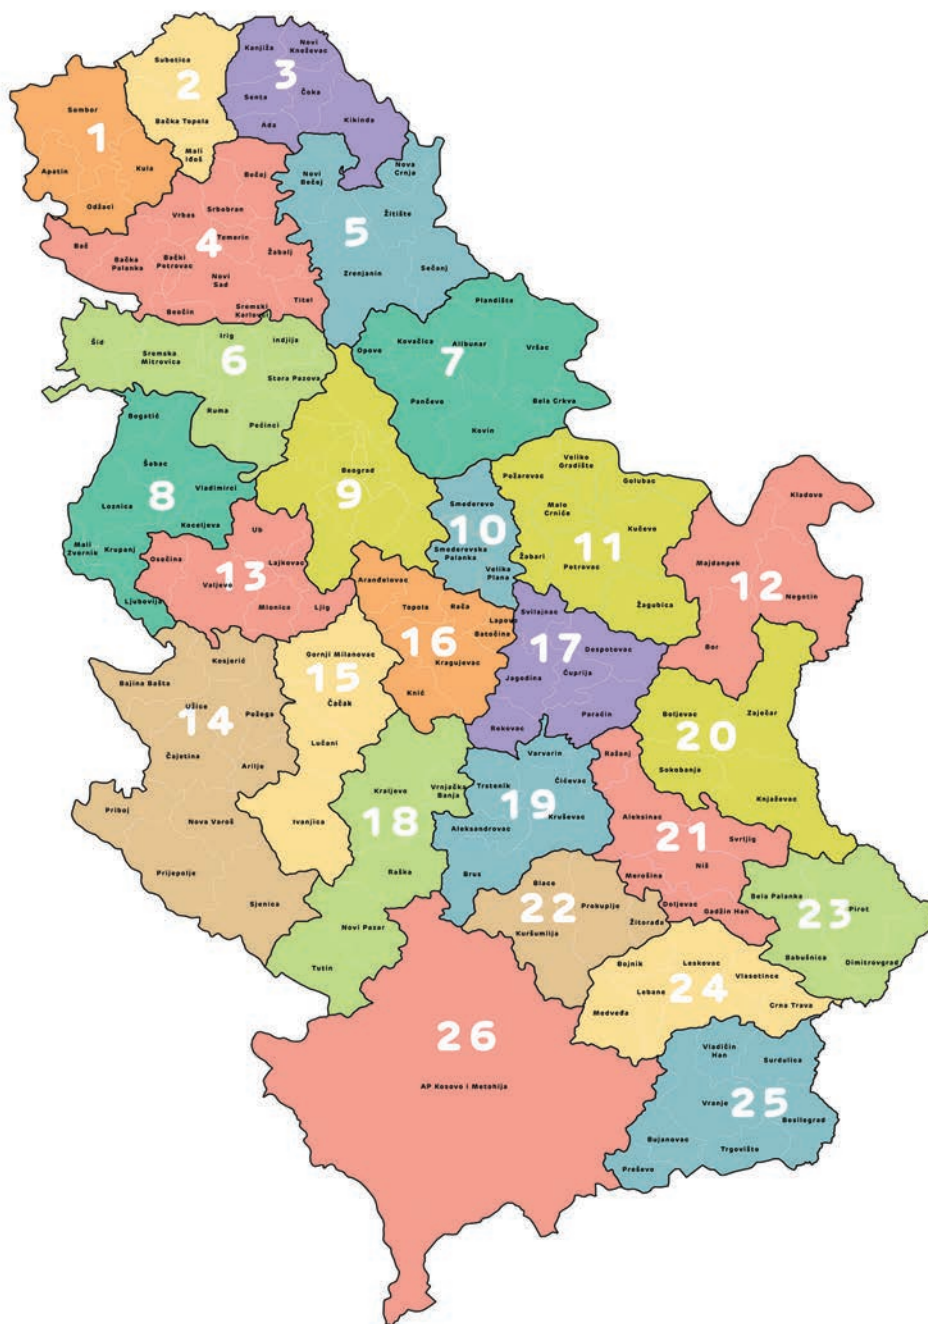 Subotica
2
Bačka Topola
Mali
Iđoš
Kanjiža
Novi
Kneževac
3
Senta
Čoka
Ada
Kikinda
Sombor
1
Apatin
Kula
Odžaci
Bečej
Vrbas
Srbobran
4
Temerin
Bač
Bačka
Palanka
Bački
Petrovac
Žabalj
Novi
Sad
Titel
Beočin
Sremski
Karlovci
Novi
Bečej
Nova
Crnja
Žitište
5
Zrenjanin
Sečanj
Šid
Irig
Inđija
Sremska
Mitrovica
6
Stara Pazova
Ruma
Pećinci
Plandište
Opovo
Kovačica
Alibunar
Vršac
7
Pančevo
Bela Crkva
Kovin
Bogatić
Šabac
8
Vladimirci
Loznica
Koceljeva
Mali
Zvornik
Krupanj
Ljubovija
Beograd
9
Smederevo
10
Smederevska
Palanka
Velika
Plana
Veliko
Gradište
Požarevac
Golubac
Malo
Crniće
Kučevo
11
Žabari
Petrovac
Žagubica
Kladovo
Majdanpek
12
Negotin
Bor
Ub
Osečina
Lajkovac
13
Valjevo
Mionica
Ljig
Kosjerić
Bajina Bašta
Užice
14
Požega
Čajetina
Arilje
Priboj
Nova Varoš
Prijepolje
Sjenica
Gornji Milanovac
15
Čačak
Lučani
Ivanjica
Aranđelovac
Topola
Rača
Lapovo
Batočina
16
Kragujevac
Knić
Svilajnac
17
Despotovac
Jagodina
Ćuprija
Paraćin
Rekovac
Kraljevo
Vrnjačka
Banja
18
Raška
Novi Pazar
Tutin
Varvarin
Trstenik
Ćićevac
19
Kruševac
Aleksandrovac
Brus
Boljevac
Zaječar
20
Sokobanja
Knjaževac
Ražanj
Aleksinac
21
Svrljig
Niš
Merošina
Doljevac
Gadžin Han
Blace
22
Prokuplje
Kuršumlija
Žitorađa
Bela Palanka
23
Pirot
Babušnica
Dimitrovgrad
Bojnik
Leskovac
Vlasotince
24
Lebane
Medveđa
Crna Trava
Vladičin
Han
Surdulica
Vranje
25
Bosilegrad
Bujanovac
Trgovište
Preševo
26
AP Kosovo i Metohija